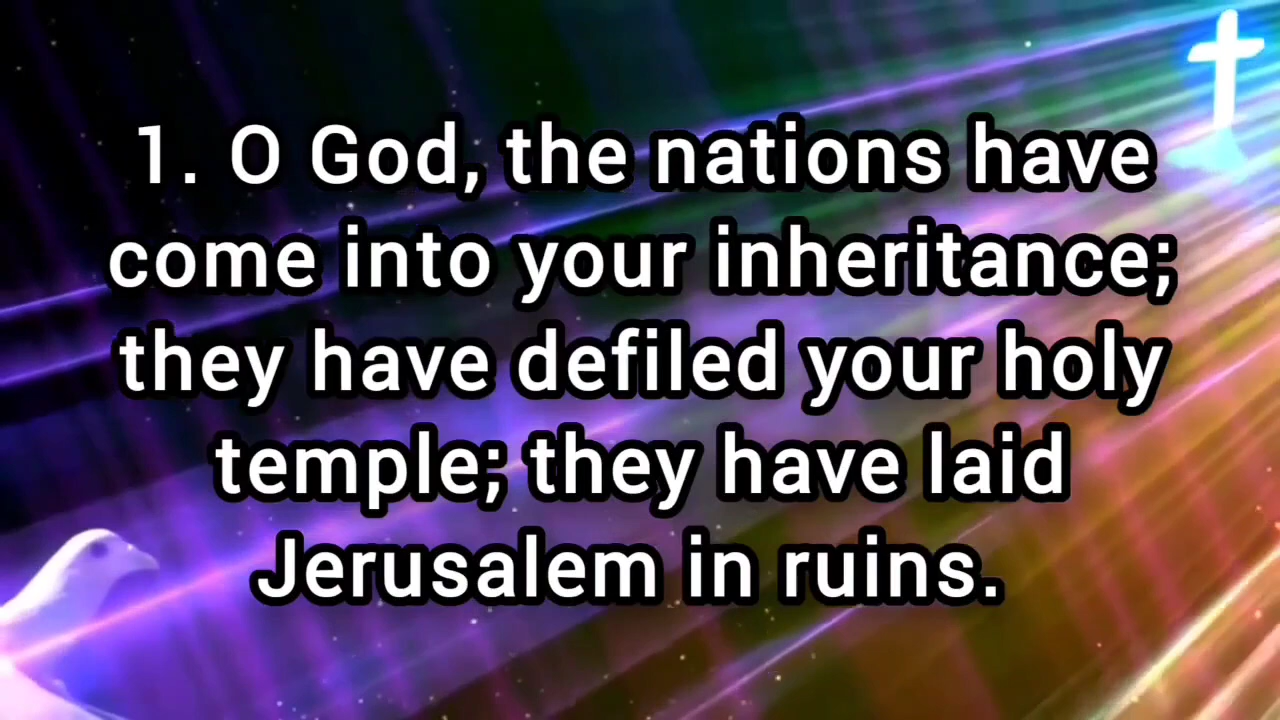 1. O God, the nations have
come into your inheritance;
they have defiled your holy
temple; they have laid
Jerusalem in ruins.